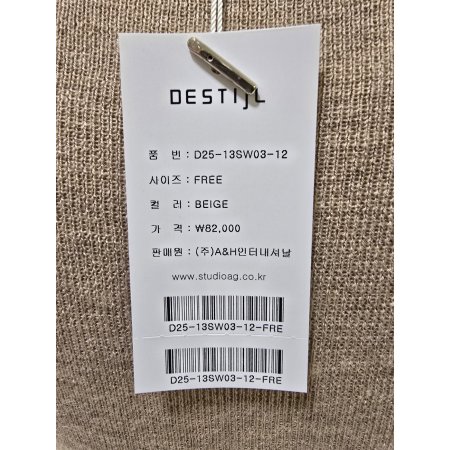 DESTIJL
품 번 : D25-13SW03-12
사이즈 : FREE
컬 러 : BEIGE
가 격 : ₩82,000
판매원 : (주)A&H인터내셔날
www.studioag.co.kr
D25-13SW03-12-FRE
D25-13SW03-12-FRE